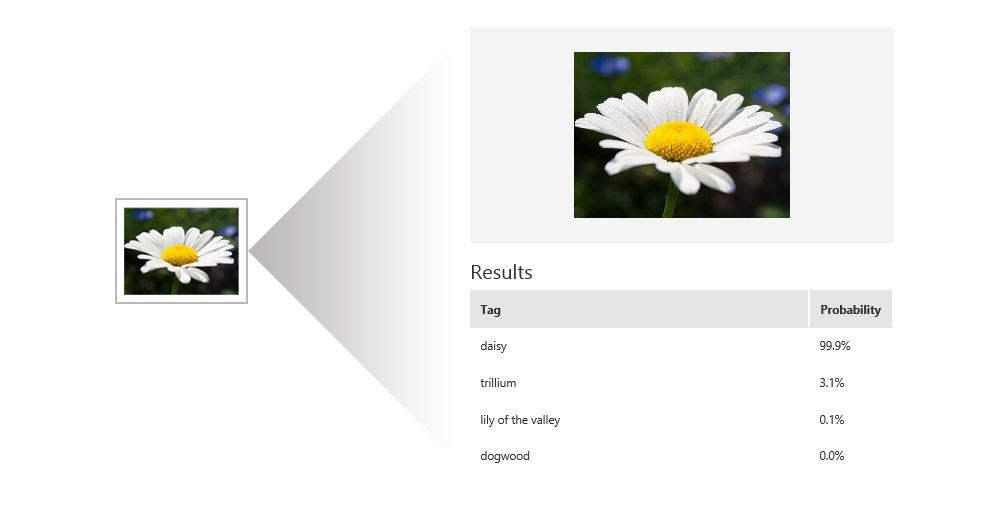 Results
Tag Probability
daisy 99.9%
trillium 3.1%
lily of the valley 0.1%
dogwood 0.0%